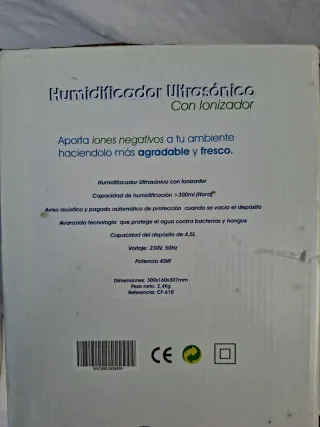 Humidificador Ultrasónico
Con Ionizador
Aporta iones negativos a tu ambiente
haciendolo más agradable y fresco.
Humidifacador Ultrasónico con Ionizador
Capacidad de humidificación >300ml (Hora)
Aviso acústico y pagado automático de protección cuando se vacía el depósito
Avanzada tecnología que protege el agua contra bacterias y hongos
Capacidad del depósito de 4,5L
Voltaje: 230V, 50Hz
Potencia 45W
Dimensiones: 300x160x337mm
Peso neto: 2,4Kg
Referencia: CF-610
CE